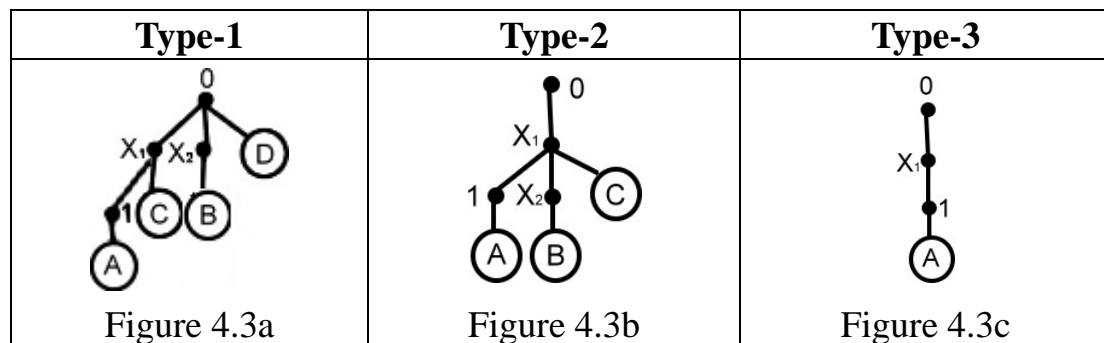 Type-1 Type-2 Type-3
0 0 0
X₁ X₂ D
1 C B
A
X₁
1 X₂ C
A B
X₁
1
A
Figure 4.3a Figure 4.3b Figure 4.3c